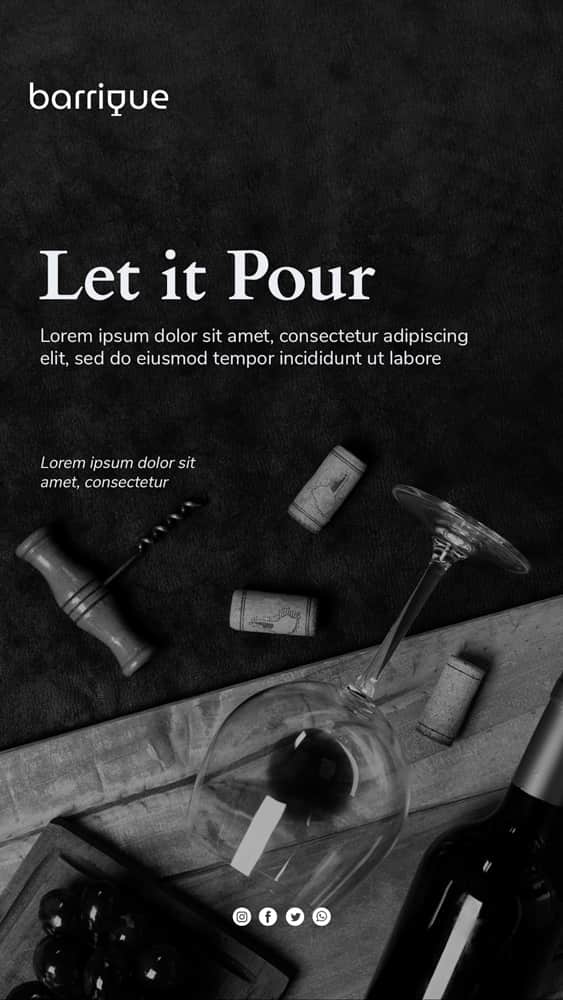 barrique
Let it Pour
Lorem ipsum dolor sit amet, consectetur adipiscing
elit, sed do eiusmod tempor incididunt ut labore
Lorem ipsum dolor sit
amet, consectetur